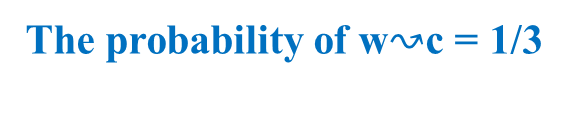 The probability of w↝c = 1/3